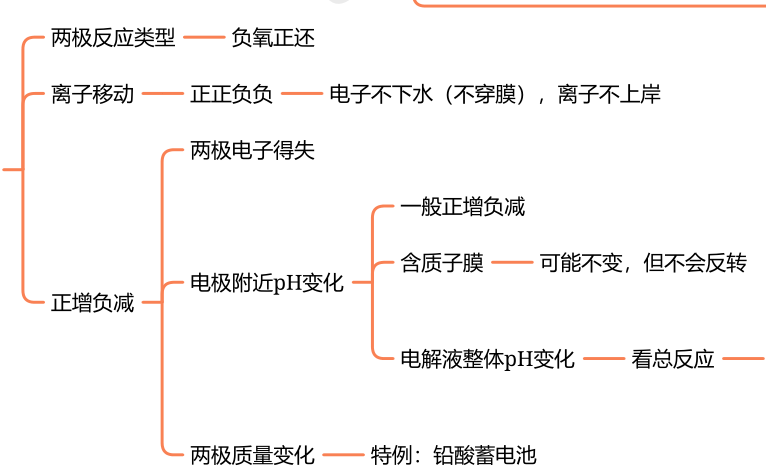 两极反应类型
负氧正还
离子移动
正正负负
电子不下水（不穿膜），离子不上岸
正增负减
两极电子得失
电极附近pH变化
一般正增负减
含质子膜
可能不变，但不会反转
电解液整体pH变化
看总反应
两极质量变化
特例：铅酸蓄电池